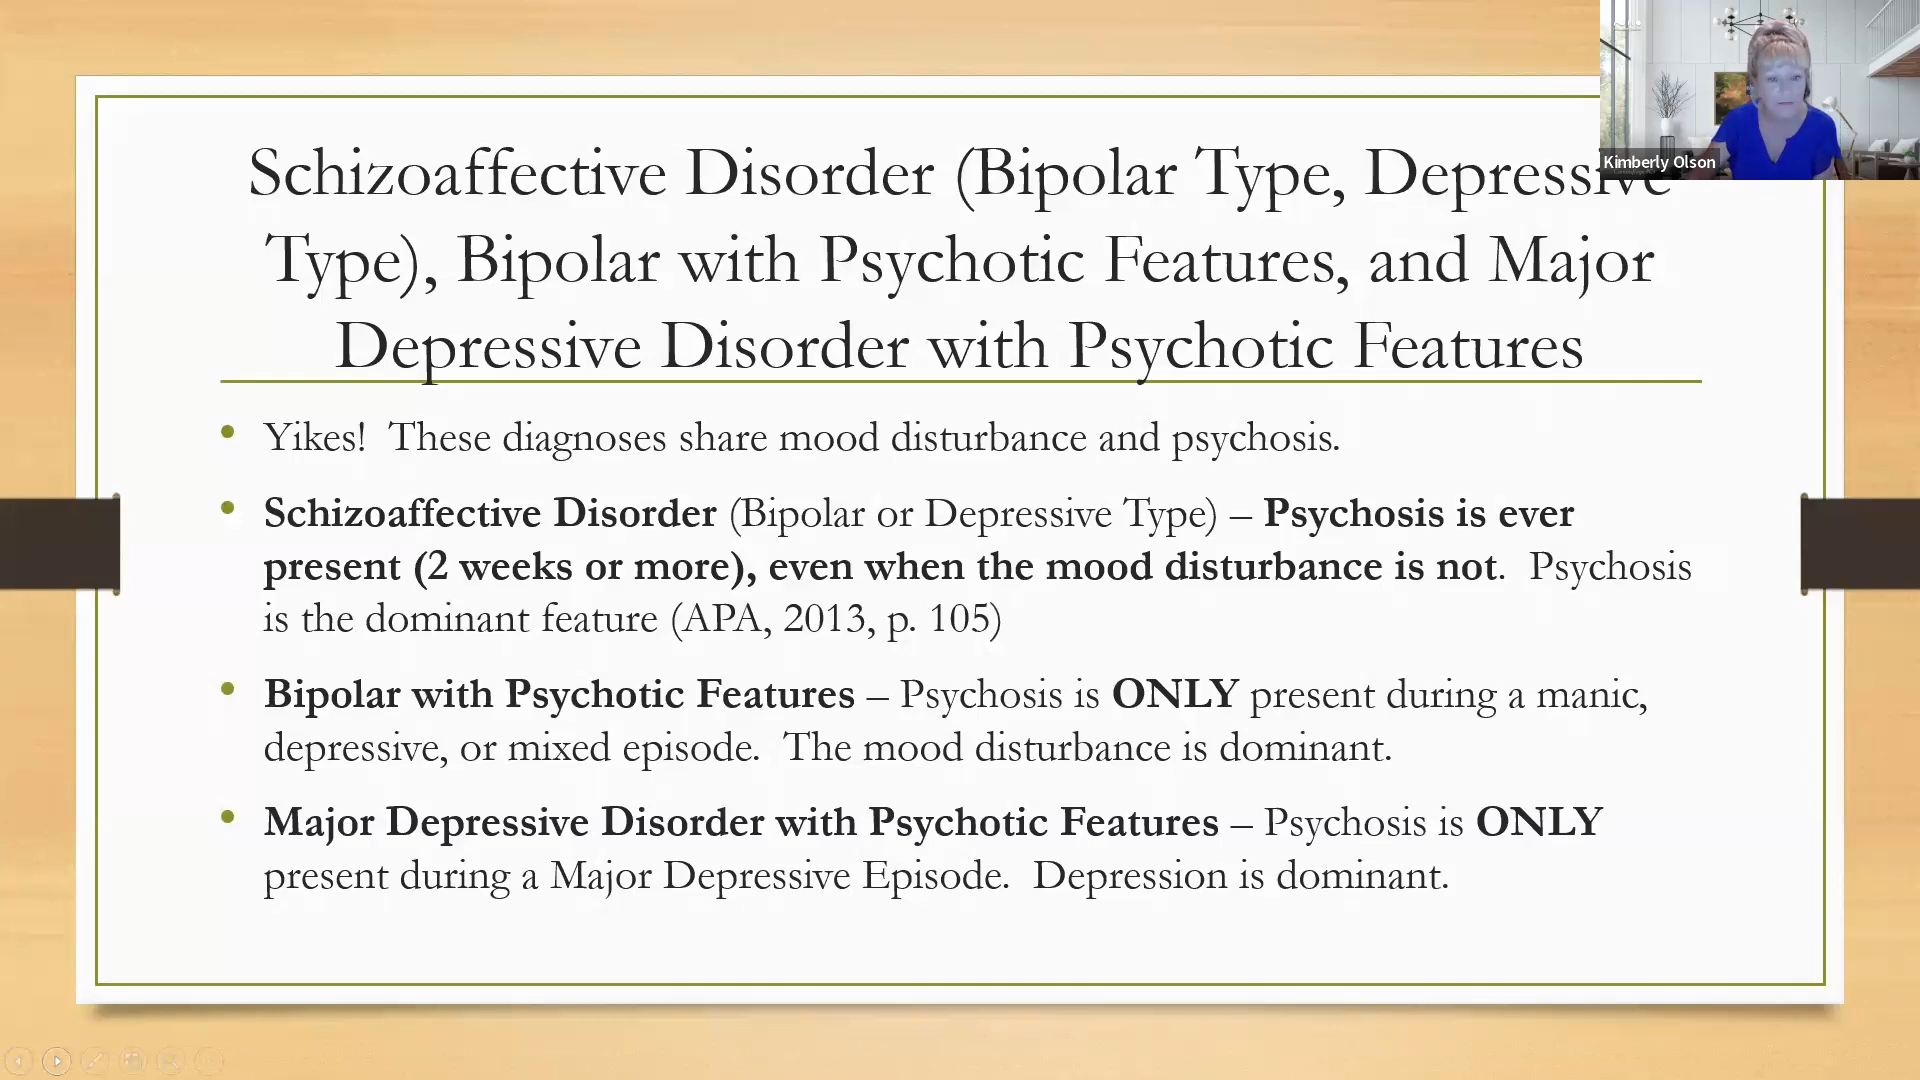 Schizoaffective Disorder (Bipolar Type, Depressive
Type), Bipolar with Psychotic Features, and Major
Depressive Disorder with Psychotic Features
Kimberly Olson
• Yikes!  These diagnoses share mood disturbance and psychosis.
• Schizoaffective Disorder (Bipolar or Depressive Type) – Psychosis is ever
present (2 weeks or more), even when the mood disturbance is not.  Psychosis
is the dominant feature (APA, 2013, p. 105)
• Bipolar with Psychotic Features – Psychosis is ONLY present during a manic,
depressive, or mixed episode.  The mood disturbance is dominant.
• Major Depressive Disorder with Psychotic Features – Psychosis is ONLY
present during a Major Depressive Episode.  Depression is dominant.